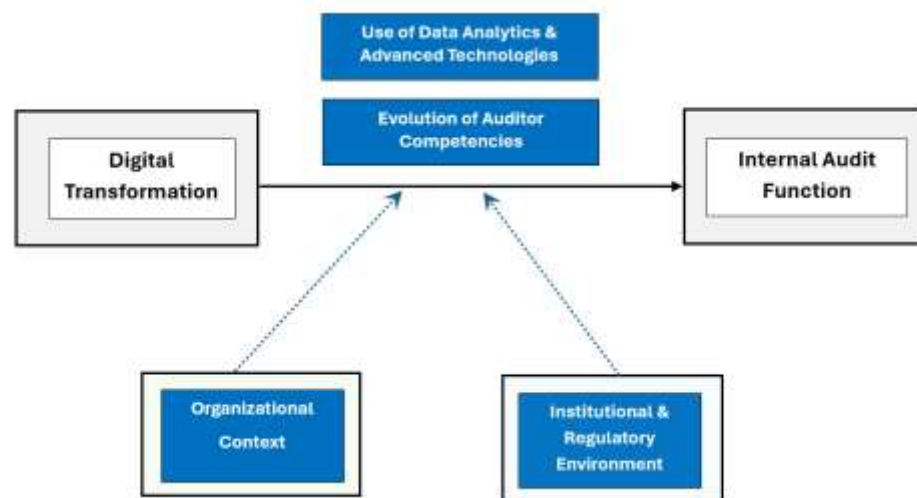 Use of Data Analytics &
Advanced Technologies
Evolution of Auditor
Competencies
Digital
Transformation
Internal Audit
Function
Organizational
Context
Institutional &
Regulatory
Environment